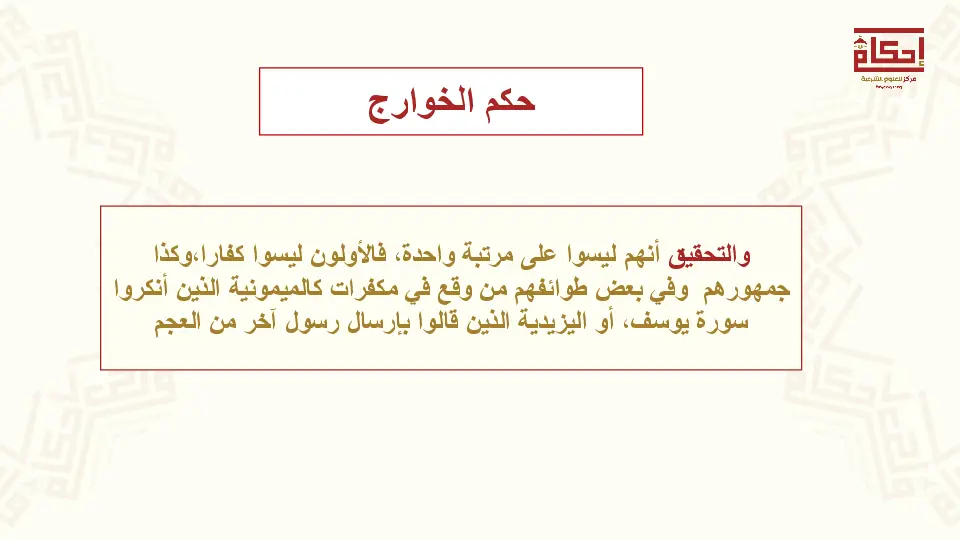 إحكام
مركز للعلوم الشرعية
حكم الخوارج
والتحقيق أنهم ليسوا على مرتبة واحدة، فالأولون ليسوا كفارا،وكذا
جمهورهم وفي بعض طوائفهم من وقع في مكفرات كالميمونية الذين أنكروا
سورة يوسف، أو اليزيدية الذين قالوا بإرسال رسول آخر من العجم